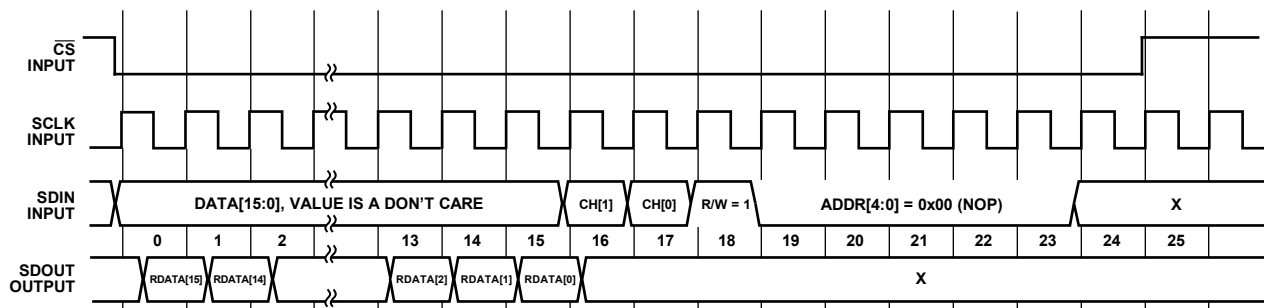 CS
INPUT
SCLK
INPUT
SDIN
INPUT
DATA[15:0], VALUE IS A DON'T CARE
CH[1]
CH[0]
R/W = 1
ADDR[4:0] = 0x00 (NOP)
X
0 1 2 13 14 15 16 17 18 19 20 21 22 23 24 25
SDOUT
OUTPUT
RDATA[15]
RDATA[14]
RDATA[2]
RDATA[1]
RDATA[0]
X